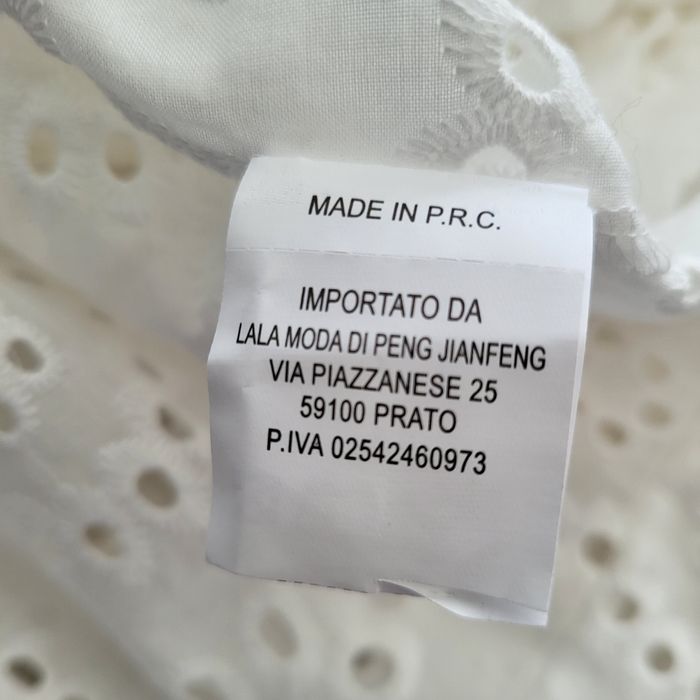 MADE IN P.R.C.
IMPORTATO DA
LALA MODA DI PENG JIANFENG
VIA PIAZZANESE 25
59100 PRATO
P.IVA 02542460973